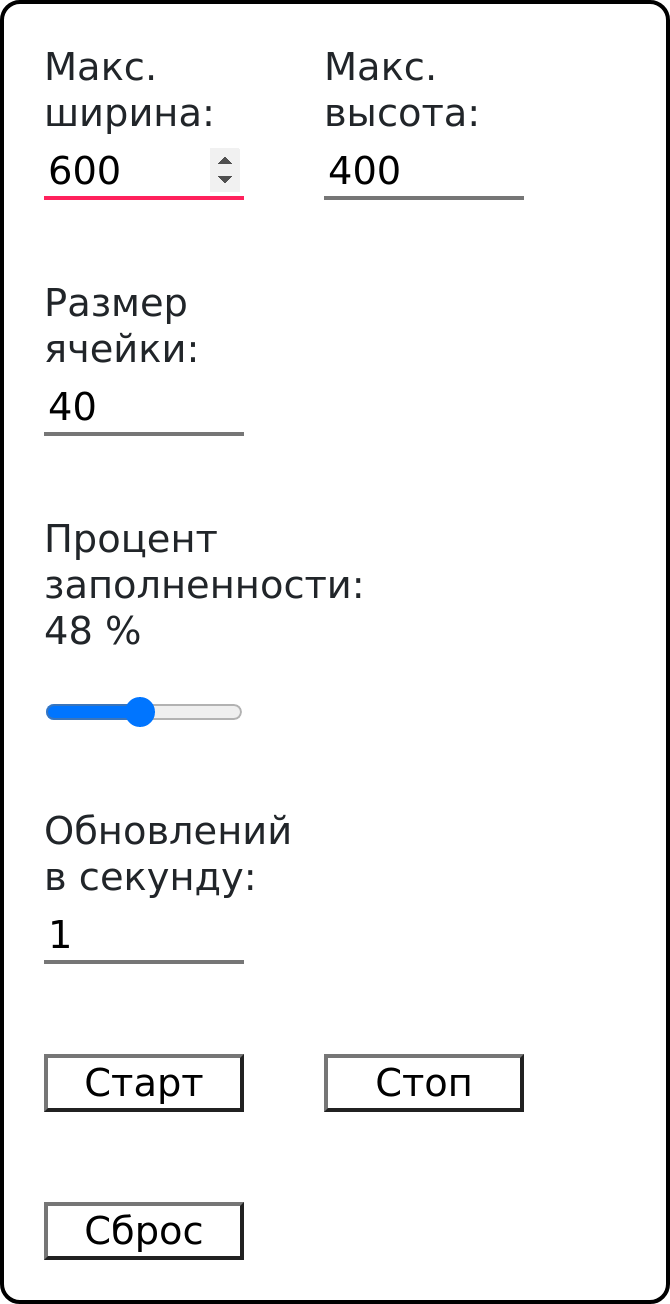 Макс.
ширина:
600
Макс.
высота:
400
Размер
ячейки:
40
Процент
заполненности:
48 %
Обновлений
в секунду:
1
Старт
Стоп
Сброс